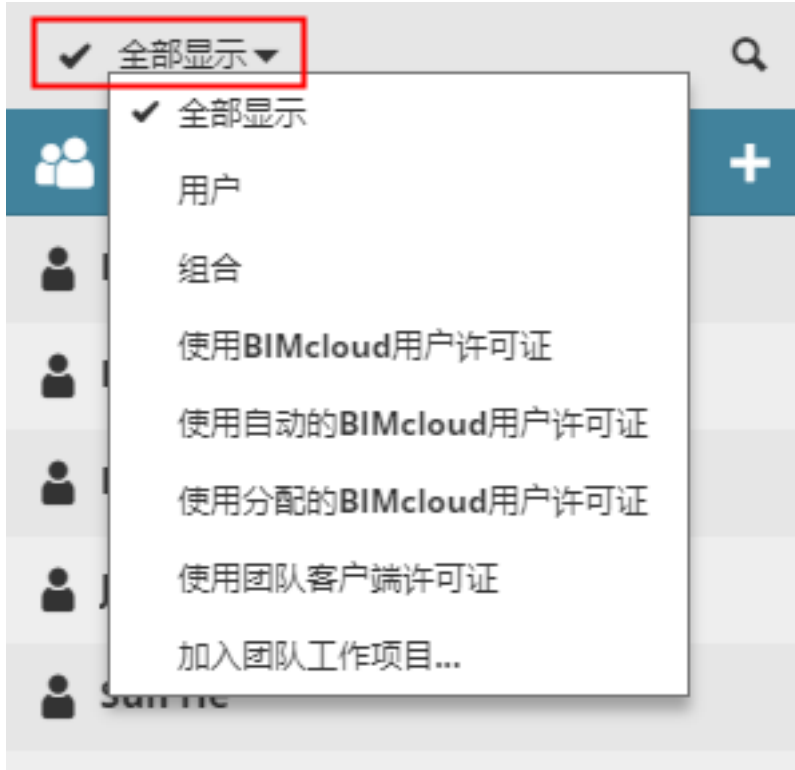 全部显示
全部显示
用户
组合
使用BIMcloud用户许可证
使用自动的BIMcloud用户许可证
使用分配的BIMcloud用户许可证
使用团队客户端许可证
加入团队工作项目...